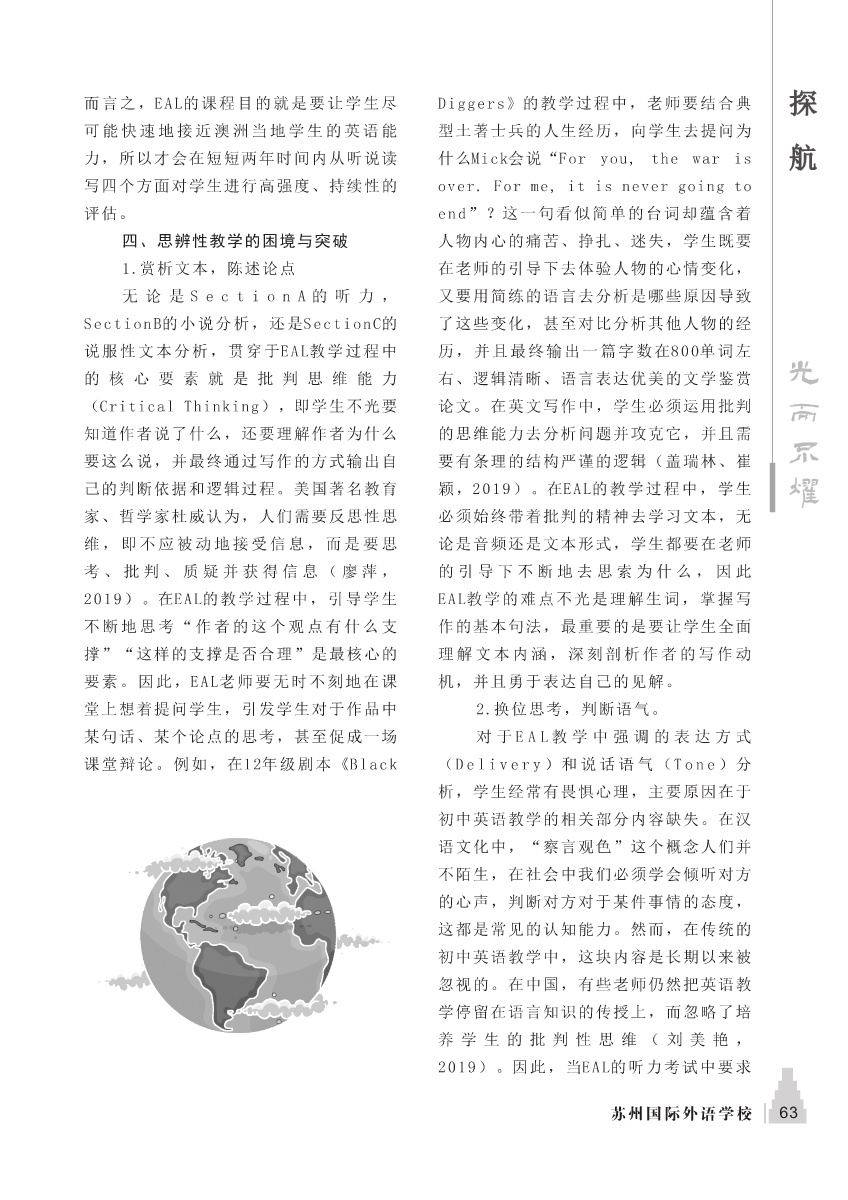 而言之，EAL的课程目的就是要让学生尽
可能快速地接近澳洲当地学生的英语能
力，所以才会在短短两年时间内从听说读
写四个方面对学生进行高强度、持续性的
评估。
四、思辨性教学的困境与突破
1.赏析文本，陈述论点
无论是SectionA的听力，
SectionB的小说分析，还是SectionC的
说服性文本分析，贯穿于EAL教学过程中
的核心要素就是批判思维能力
（Critical Thinking），即学生不光要
知道作者说了什么，还要理解作者为什么
要这么说，并最终通过写作的方式输出自
己的判断依据和逻辑过程。美国著名教育
家、哲学家杜威认为，人们需要反思性思
维，即不应被动地接受信息，而是要思
考、批判、质疑并获得信息（廖萍，
2019）。在EAL的教学过程中，引导学生
不断地思考“作者的这个观点有什么支
撑”“这样的支撑是否合理”是最核心的
要素。因此，EAL老师要无时不刻地在课
堂上想着提问学生，引发学生对于作品中
某句话、某个论点的思考，甚至促成一场
课堂辩论。例如，在12年级剧本《Black
Diggers》的教学过程中，老师要结合典
型土著士兵的人生经历，向学生去提问为
什么Mick会说“For you, the war is
over. For me, it is never going to
end”？这一句看似简单的台词却蕴含着
人物内心的痛苦、挣扎、迷失，学生既要
在老师的引导下去体验人物的心情变化，
又要用简练的语言去分析是哪些原因导致
了这些变化，甚至对比分析其他人物的经
历，并且最终输出一篇字数在800单词左
右、逻辑清晰、语言表达优美的文学鉴赏
论文。在英文写作中，学生必须运用批判
的思维能力去分析问题并攻克它，并且需
要有条理的结构严谨的逻辑（盖瑞林、崔
颖，2019）。在EAL的教学过程中，学生
必须始终带着批判的精神去学习文本，无
论是音频还是文本形式，学生都要在老师
的引导下不断地去思索为什么，因此
EAL教学的难点不光是理解生词，掌握写
作的基本句法，最重要的是要让学生全面
理解文本内涵，深刻剖析作者的写作动
机，并且勇于表达自己的见解。
2.换位思考，判断语气。
对于EAL教学中强调的表达方式
（Delivery）和说话语气（Tone）分
析，学生经常有畏惧心理，主要原因在于
初中英语教学的相关部分内容缺失。在汉
语文化中，“察言观色”这个概念人们并
不陌生，在社会中我们必须学会倾听对方
的心声，判断对方对于某件事情的态度，
这都是常见的认知能力。然而，在传统的
初中英语教学中，这块内容是长期以来被
忽视的。在中国，有些老师仍然把英语教
学停留在语言知识的传授上，而忽略了培
养学生的批判性思维（刘美艳，
2019）。因此，当EAL的听力考试中要求
探航
光而不耀
苏州国际外语学校 63